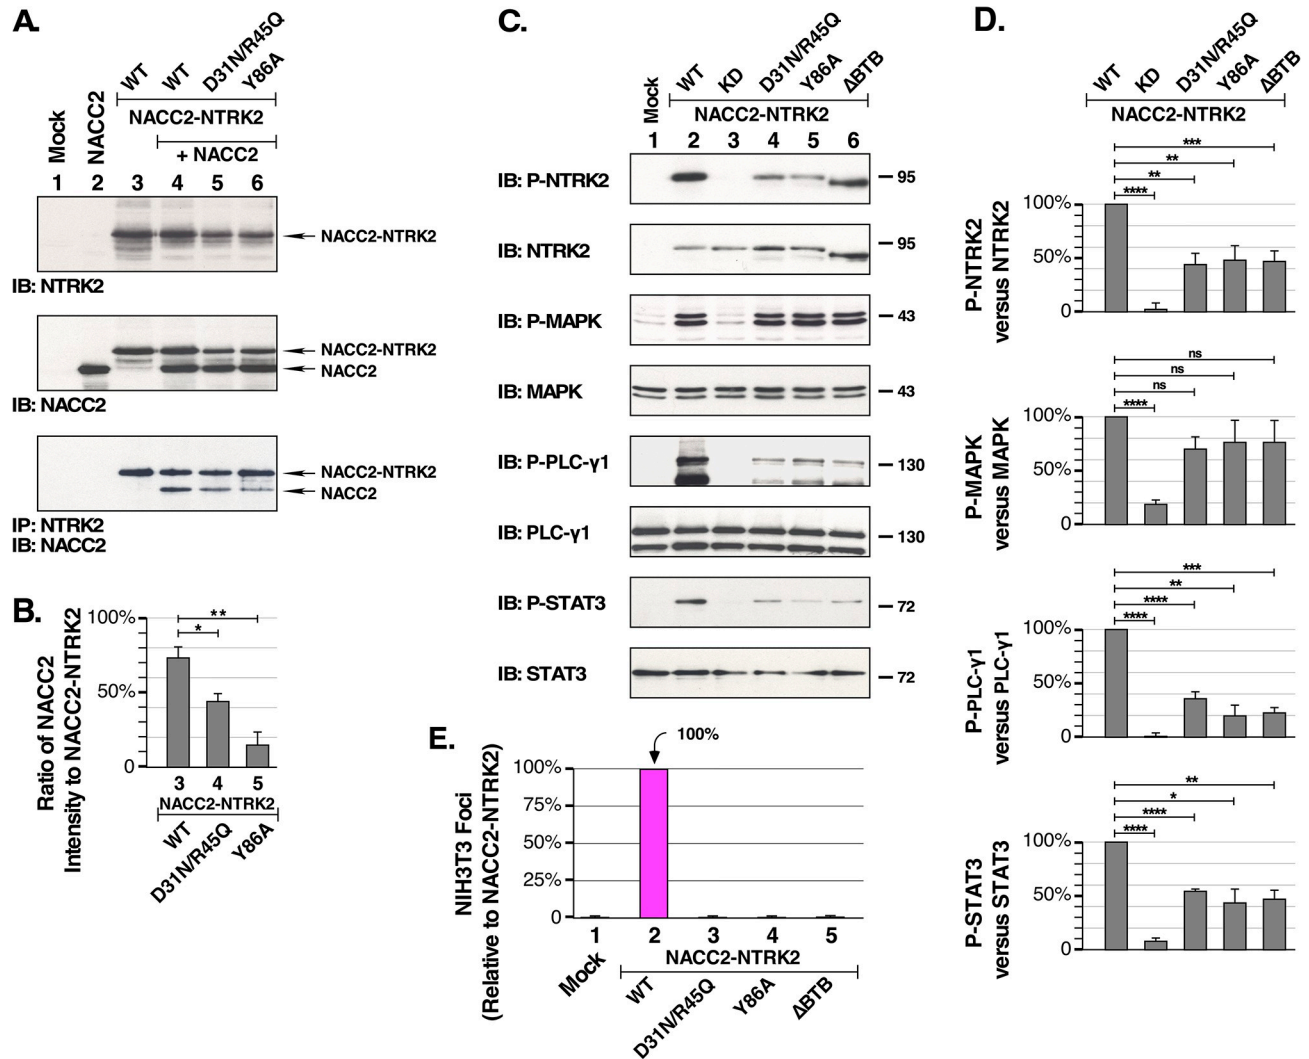 A.
WT
WT
D31N/R45Q
Y86A
NACC2-NTRK2
+ NACC2
Mock
NACC2
1 2 3 4 5 6
NACC2-NTRK2
IB: NTRK2
NACC2-NTRK2
NACC2
IB: NACC2
NACC2-NTRK2
NACC2
IP: NTRK2
IB: NACC2
B.
Ratio of NACC2
Intensity to NACC2-NTRK2
100%
50%
0
**
*
3 4 5
NACC2-NTRK2
WT
D31N/R45Q
Y86A
C.
Mock
WT
KD
D31N/R45Q
Y86A
ΔBTB
NACC2-NTRK2
1 2 3 4 5 6
IB: P-NTRK2
95
IB: NTRK2
95
IB: P-MAPK
43
IB: MAPK
43
IB: P-PLC-γ1
130
IB: PLC-γ1
130
IB: P-STAT3
72
IB: STAT3
72
D.
WT
KD
D31N/R45Q
Y86A
ΔBTB
NACC2-NTRK2
P-NTRK2
versus NTRK2
100%
50%
0
***
**
**
****
P-MAPK
versus MAPK
100%
50%
0
ns
ns
ns
****
P-PLC-γ1
versus PLC-γ1
100%
50%
0
***
**
****
****
P-STAT3
versus STAT3
100%
50%
0
**
*
****
****
E.
NIH3T3 Foci
(Relative to NACC2-NTRK2)
100%
100%
75%
50%
25%
0
1 2 3 4 5
Mock
NACC2-NTRK2
WT
D31N/R45Q
Y86A
ΔBTB